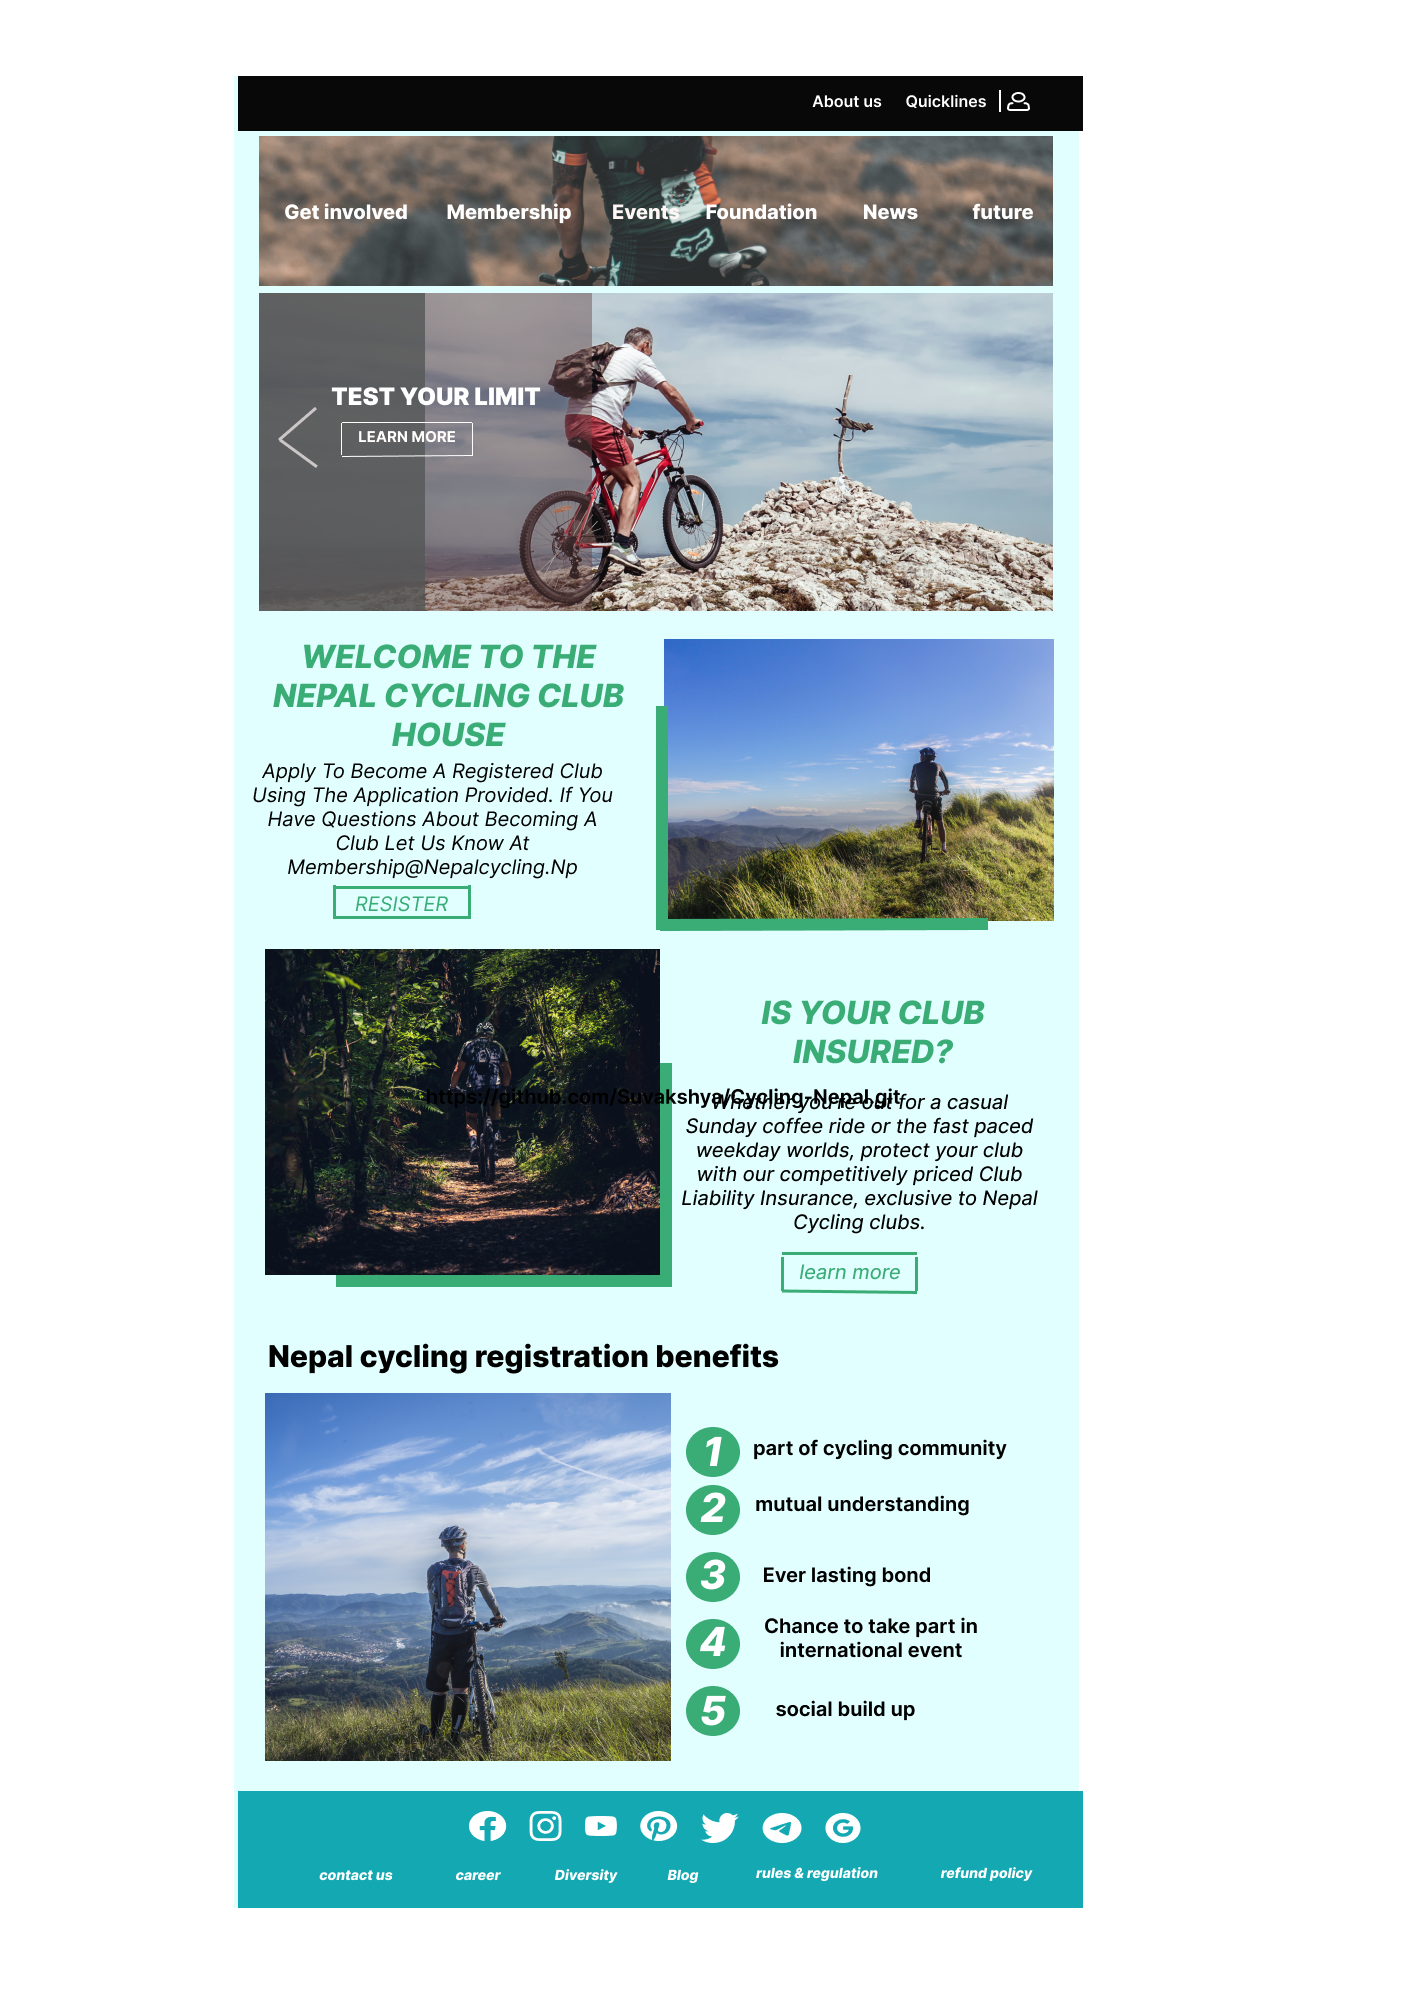 About us Quicklines
Get involved Membership Events Foundation News future
TEST YOUR LIMIT
LEARN MORE
WELCOME TO THE
NEPAL CYCLING CLUB
HOUSE
Apply To Become A Registered Club
Using The Application Provided. If You
Have Questions About Becoming A
Club Let Us Know At
Membership@Nepalcycling.Np
RESISTER
IS YOUR CLUB
INSURED?
https://github.com/Suvakshya/Cycling-Nepal.git
Whether you're out for a casual
Sunday coffee ride or the fast paced
weekday worlds, protect your club
with our competitively priced Club
Liability Insurance, exclusive to Nepal
Cycling clubs.
learn more
Nepal cycling registration benefits
1 part of cycling community
2 mutual understanding
3 Ever lasting bond
4 Chance to take part in
international event
5 social build up
contact us career Diversity Blog rules & regulation refund policy